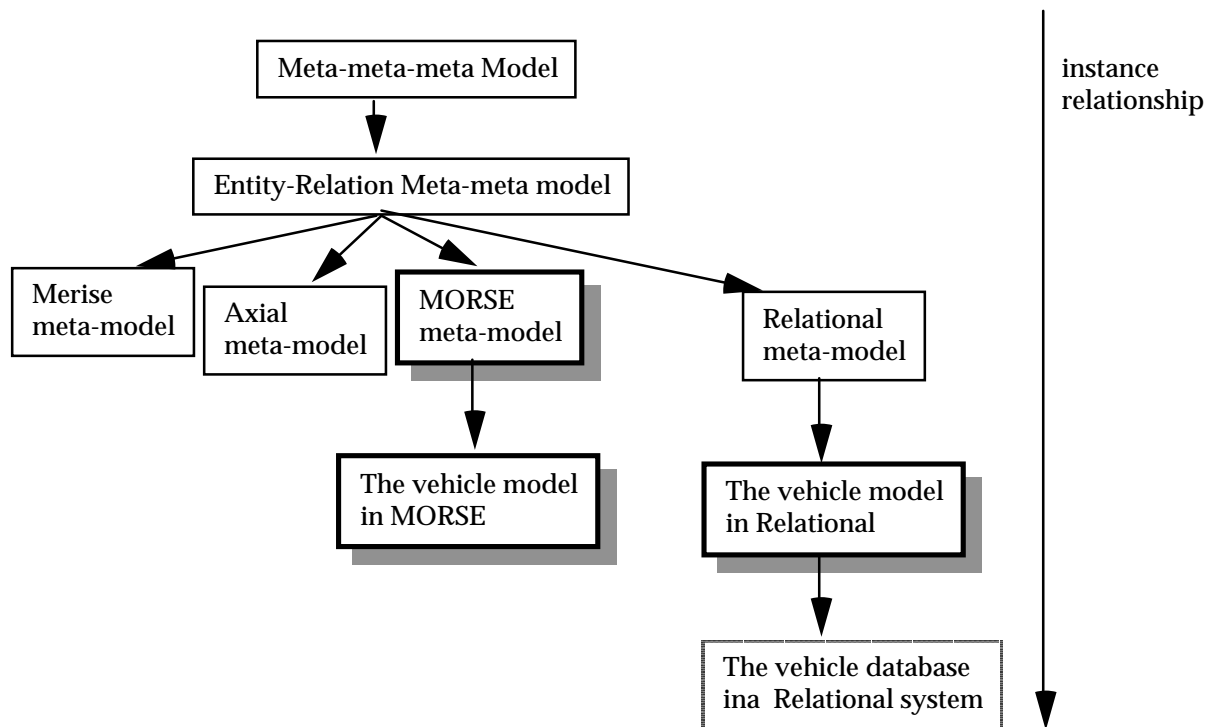 Meta-meta-meta Model
instance
relationship
Entity-Relation Meta-meta model
Merise
meta-model
Axial
meta-model
MORSE
meta-model
Relational
meta-model
The vehicle model
in MORSE
The vehicle model
in Relational
The vehicle database
ina Relational system